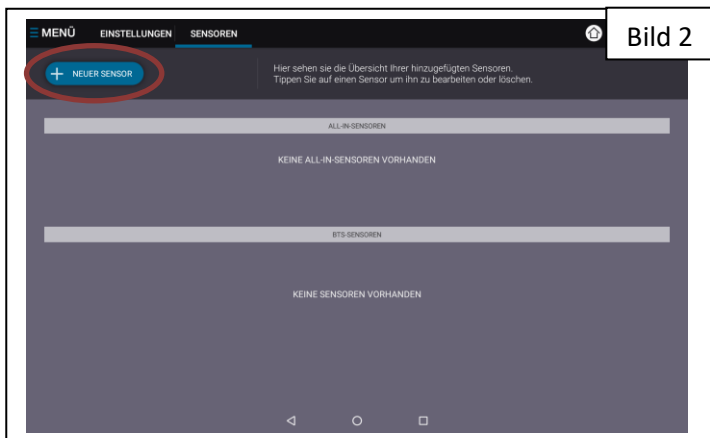 MENÜ EINSTELLUNGEN SENSOREN
Bild 2
+ NEUER SENSOR
Hier sehen sie die Übersicht Ihrer hinzugefügten Sensoren.
Tippen Sie auf einen Sensor um ihn zu bearbeiten oder löschen.
ALL-IN-SENSOREN
KEINE ALL-IN-SENSOREN VORHANDEN
BTS-SENSOREN
KEINE SENSOREN VORHANDEN